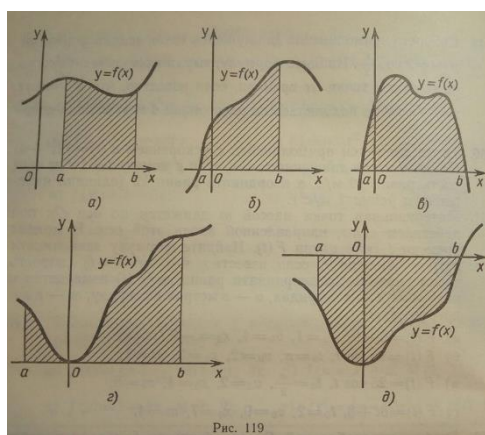 y
y=f(x)
0 a b x
а)
y
y=f(x)
a 0 b x
б)
y
y=f(x)
a 0 b x
в)
y
y=f(x)
a 0 b x
г)
y
a 0 b x
y=f(x)
д)
Рис. 119